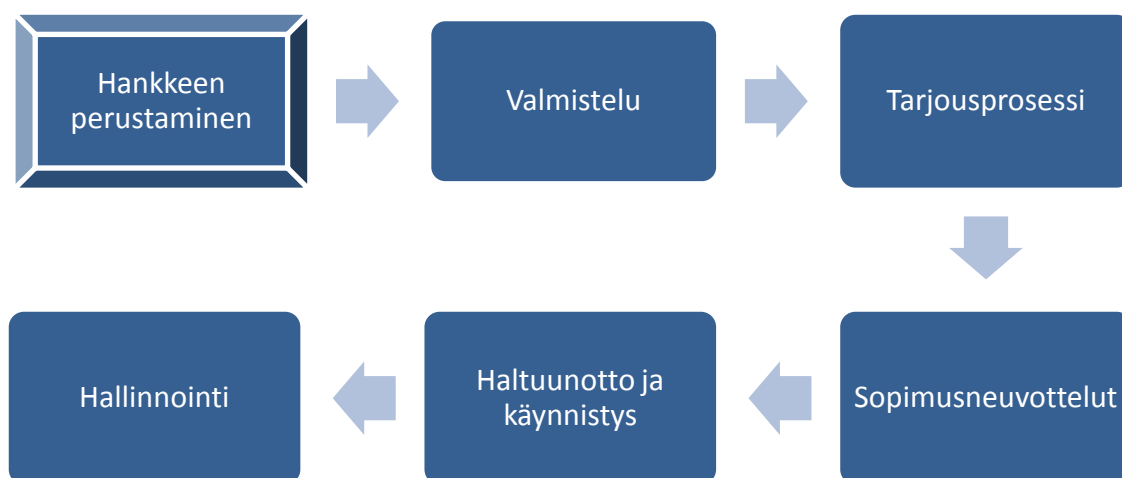 Hankkeen
perustaminen
Valmistelu
Tarjousprosessi
Sopimusneuvottelut
Haltuunotto ja
käynnistys
Hallinnointi